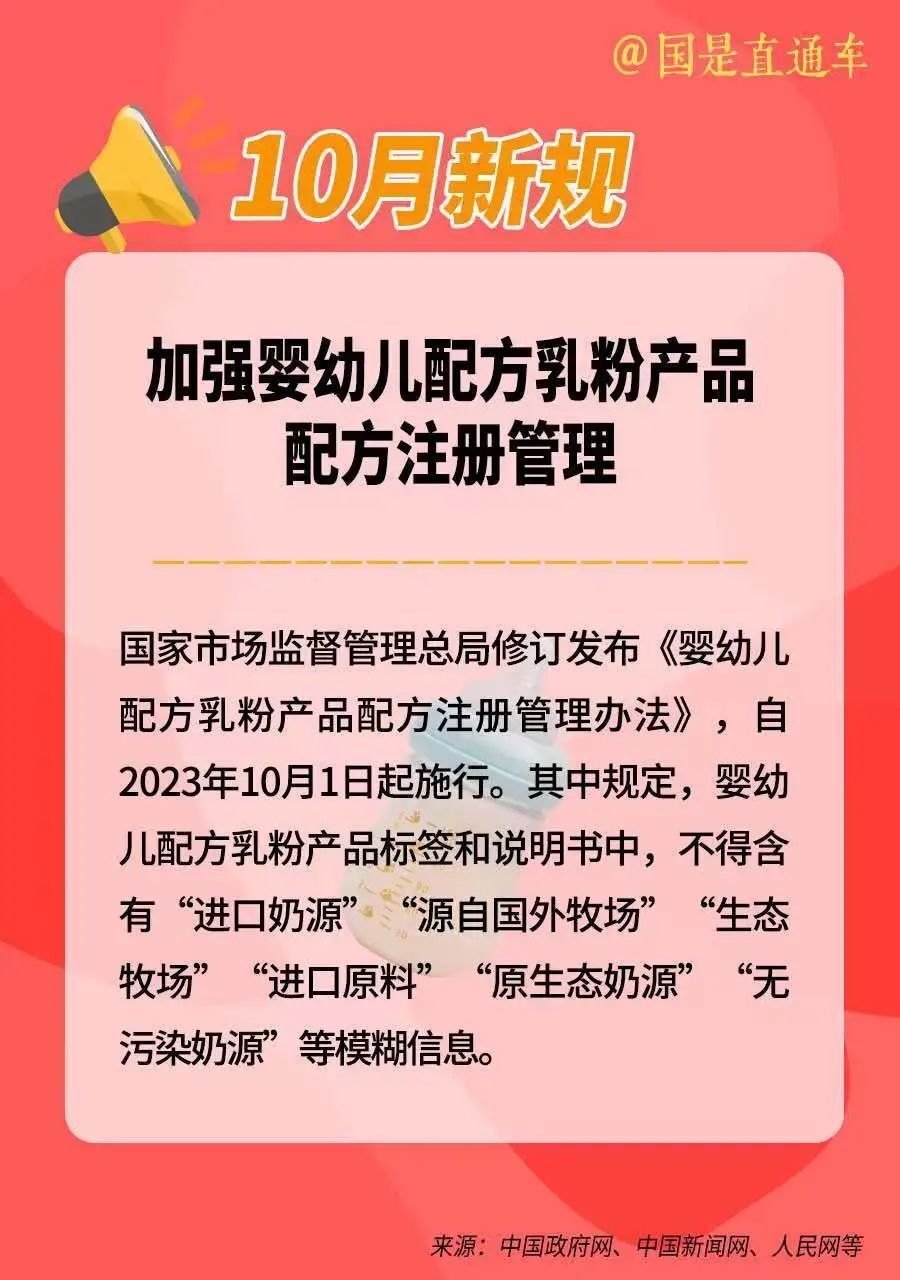 @国是直通车
10月新规
加强婴幼儿配方乳粉产品
配方注册管理
国家市场监督管理总局修订发布《婴幼儿
配方乳粉产品配方注册管理办法》，自
2023年10月1日起施行。其中规定，婴幼
儿配方乳粉产品标签和说明书中，不得含
有“进口奶源”“源自国外牧场”“生态
牧场”“进口原料”“原生态奶源”“无
污染奶源”等模糊信息。
来源：中国政府网、中国新闻网、人民网等